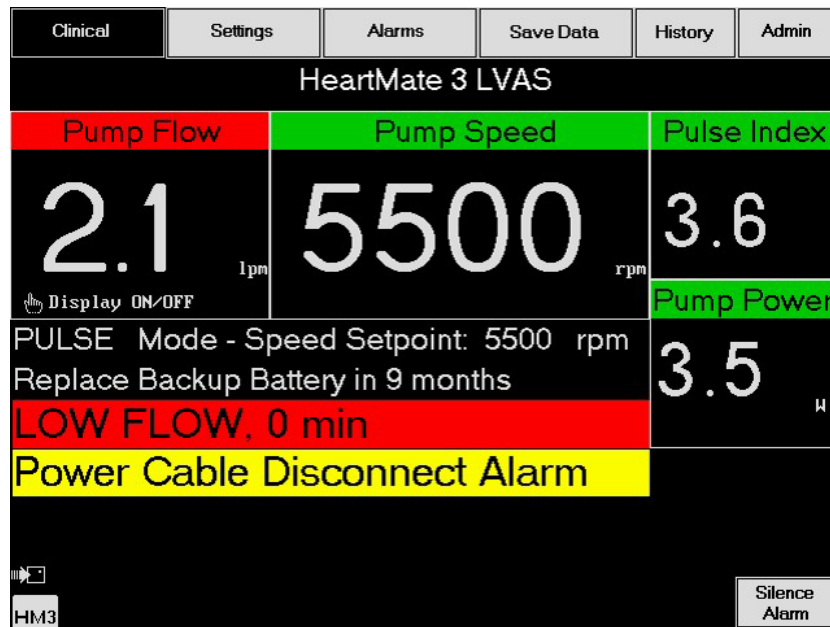 Clinical Settings Alarms Save Data History Admin
HeartMate 3 LVAS
Pump Flow Pump Speed Pulse Index
2.1 lpm 5500 rpm 3.6
Display ON/OFF
Pump Power
3.5 W
PULSE Mode - Speed Setpoint: 5500 rpm
Replace Backup Battery in 9 months
LOW FLOW, 0 min
Power Cable Disconnect Alarm
HM3
Silence
Alarm